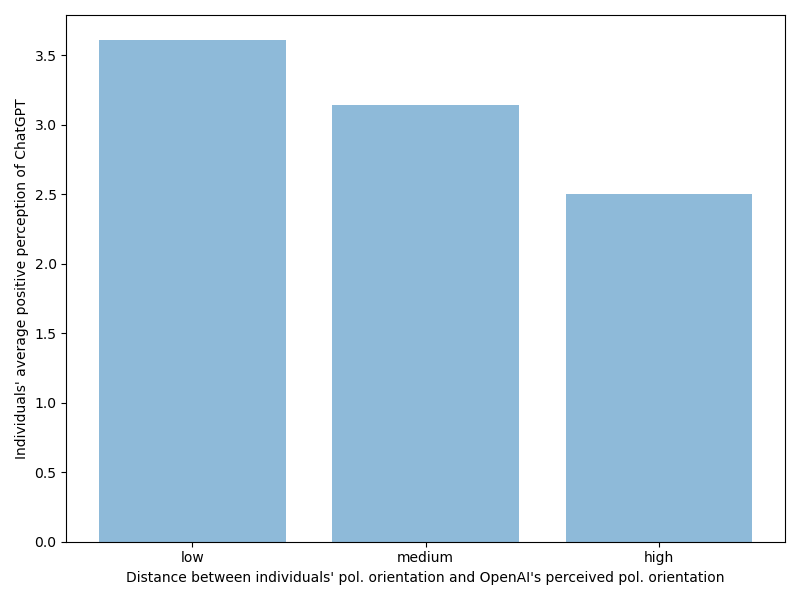 Individuals' average positive perception of ChatGPT
3.5
3.0
2.5
2.0
1.5
1.0
0.5
0.0
low medium high
Distance between individuals' pol. orientation and OpenAI's perceived pol. orientation